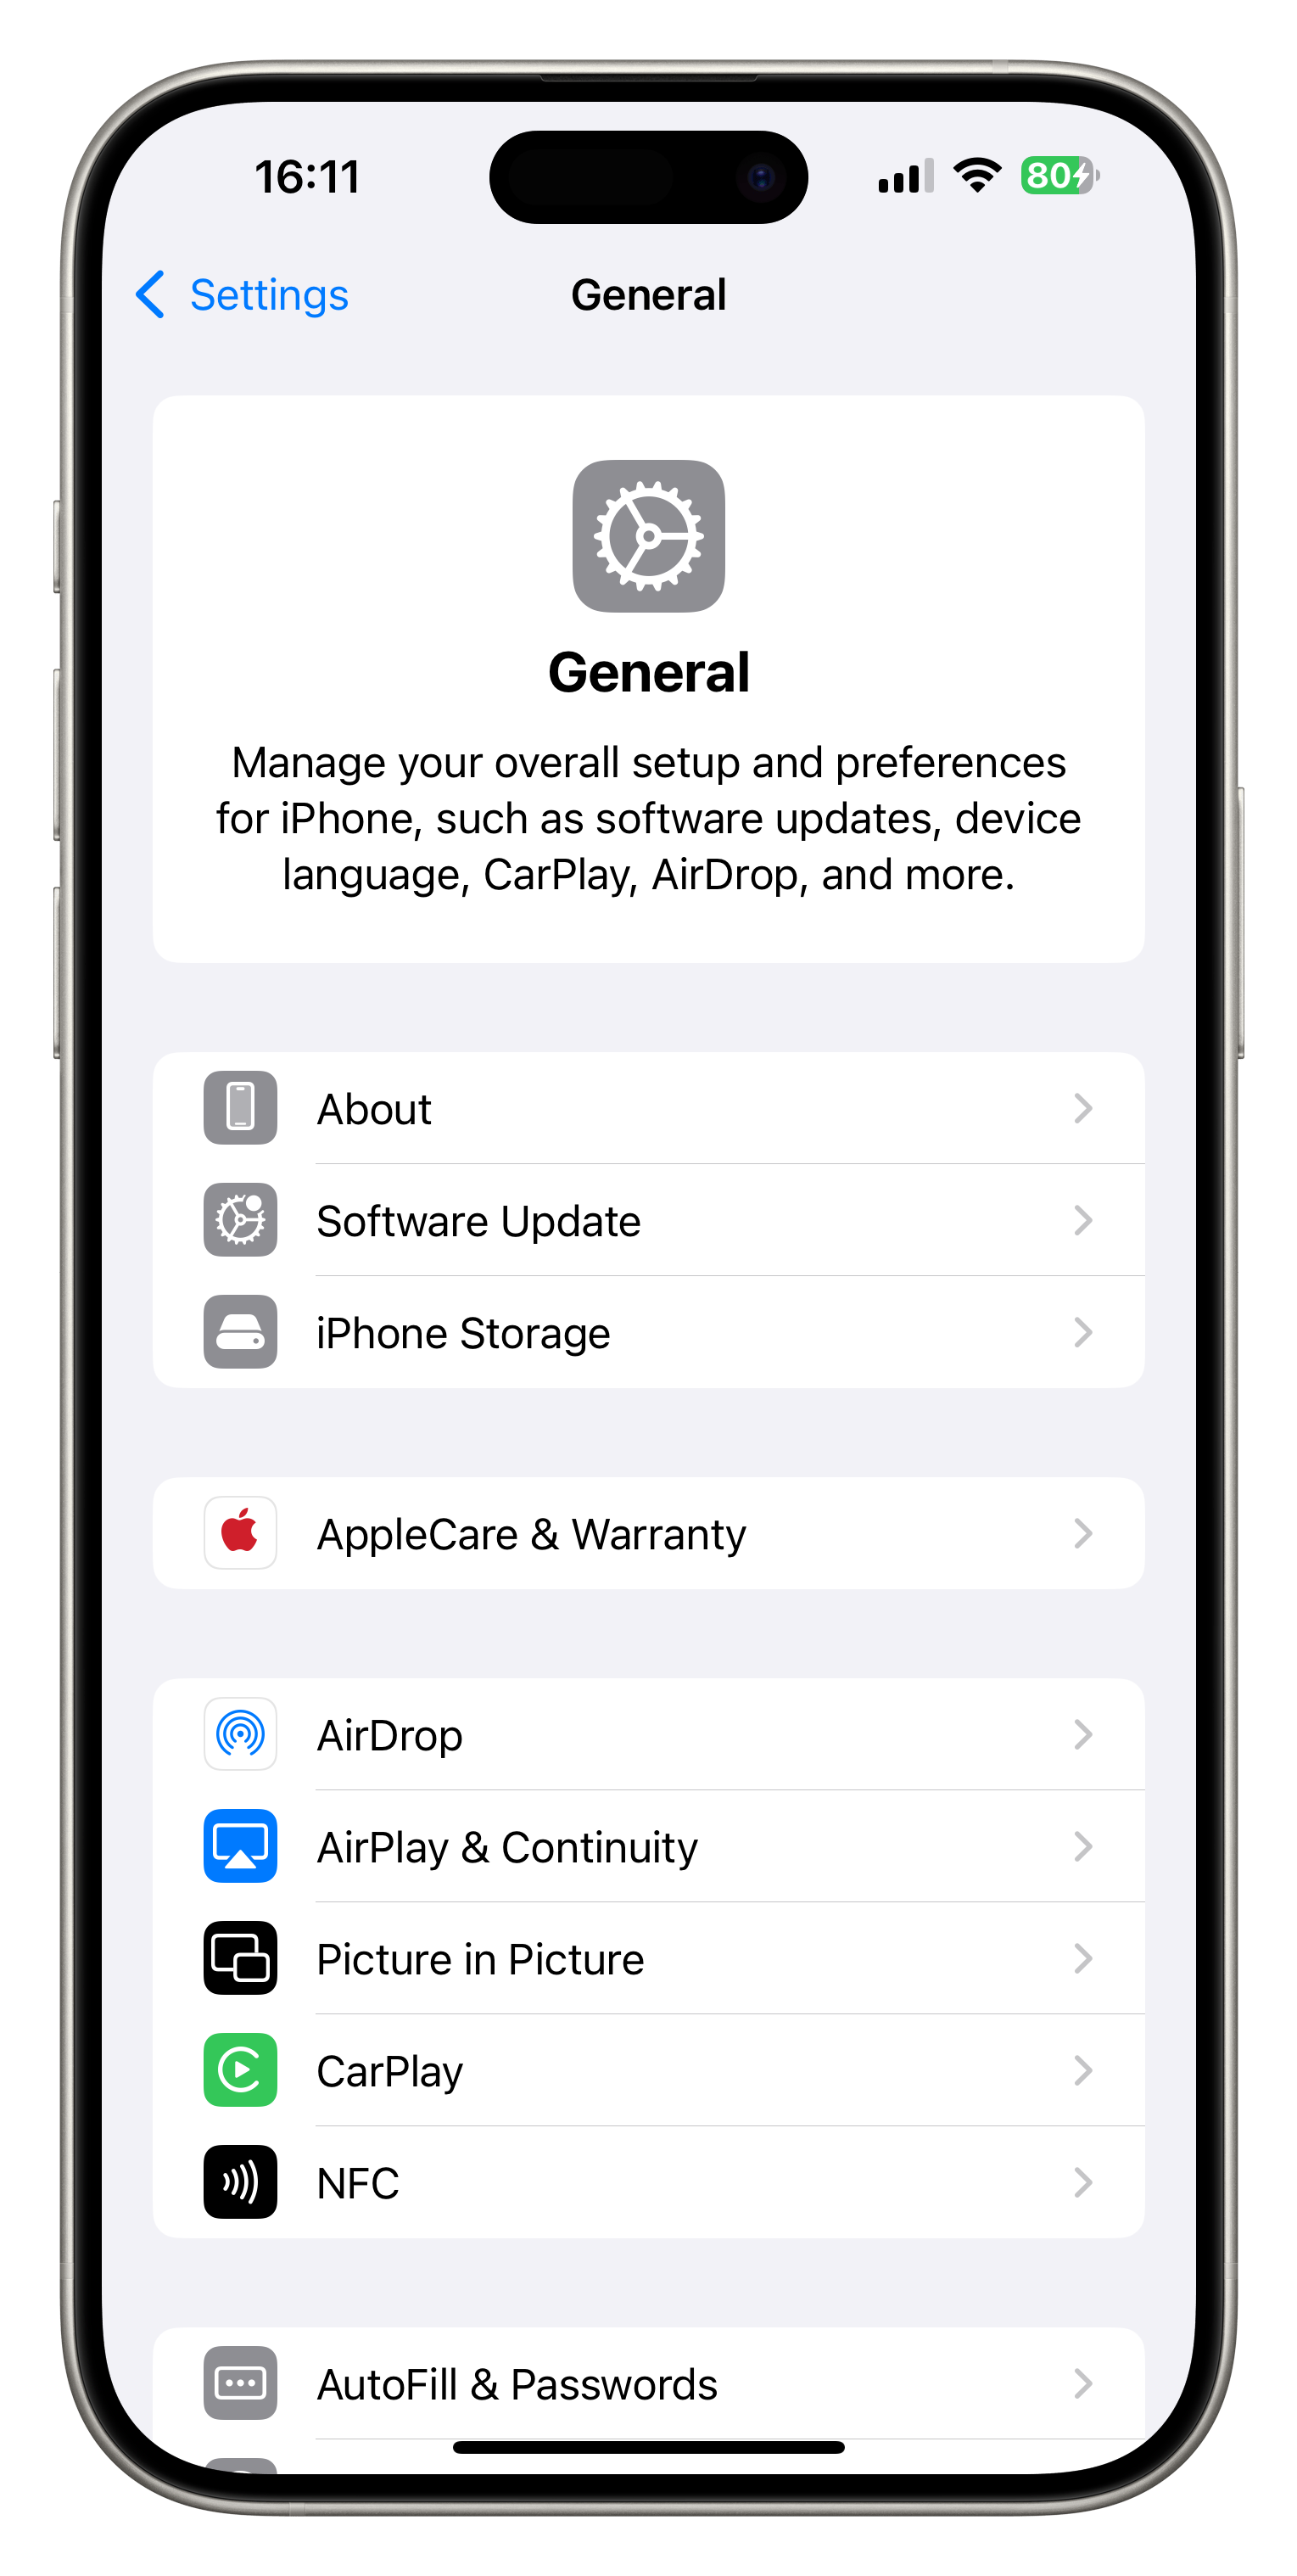 16:11
80
Settings
General
General
Manage your overall setup and preferences
for iPhone, such as software updates, device
language, CarPlay, AirDrop, and more.
About
Software Update
iPhone Storage
AppleCare & Warranty
AirDrop
AirPlay & Continuity
Picture in Picture
CarPlay
NFC
AutoFill & Passwords